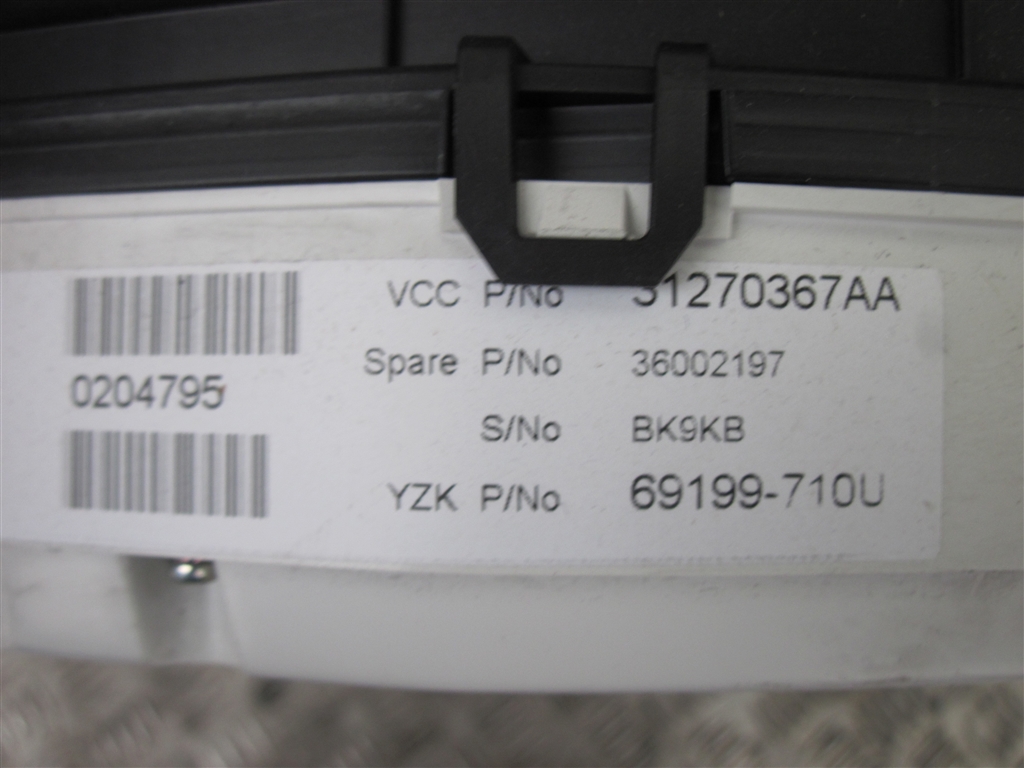 VCC P/No 31270367AA
Spare P/No 36002197
0204795
S/No BK9KB
YZK P/No 69199-710U